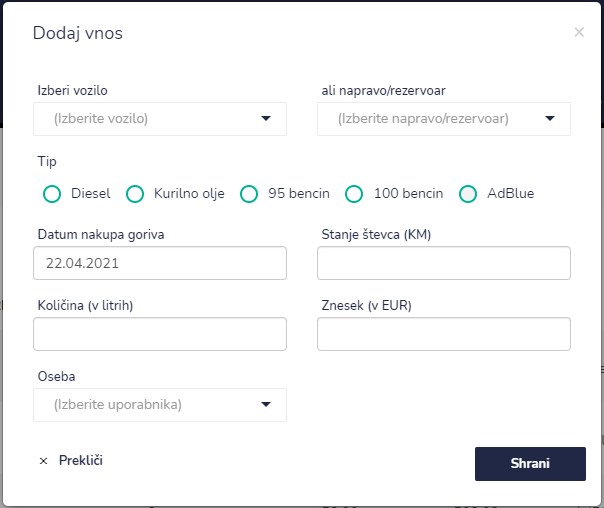 Dodaj vnos
×
Izberi vozilo
ali napravo/rezervoar
(Izberite vozilo)
(Izberite napravo/rezervoar)
Tip
Diesel
Kurilno olje
95 bencin
100 bencin
AdBlue
Datum nakupa goriva
Stanje števca (KM)
22.04.2021
Količina (v litrih)
Znesek (v EUR)
Oseba
(Izberite uporabnika)
× Prekliči
Shrani